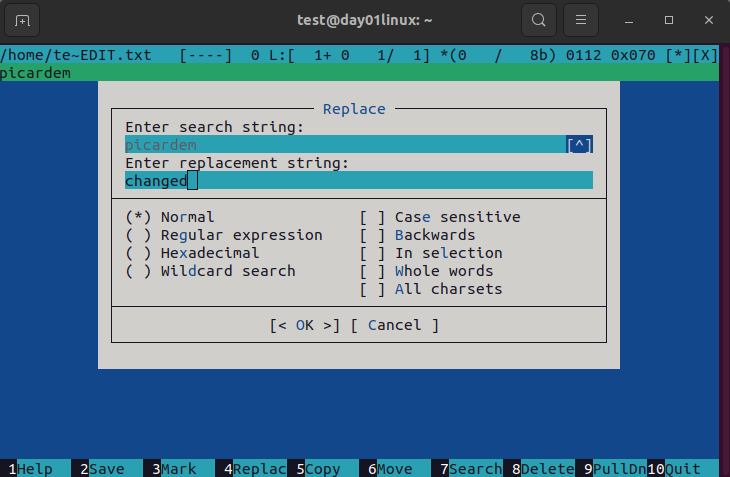 test@day01linux: ~
/home/te~EDIT.txt   [----]  0 L:[  1+ 0   1/  1] *(0   /   8b) 0112 0x070 [*][X]
picardem
Replace
Enter search string:
picardem [^]
Enter replacement string:
changed
(*) Normal [ ] Case sensitive
( ) Regular expression [ ] Backwards
( ) Hexadecimal [ ] In selection
( ) Wildcard search [ ] Whole words
[ ] All charsets
[< OK >] [ Cancel ]
1Help 2Save 3Mark 4Replac 5Copy 6Move 7Search 8Delete 9PullDn 10Quit